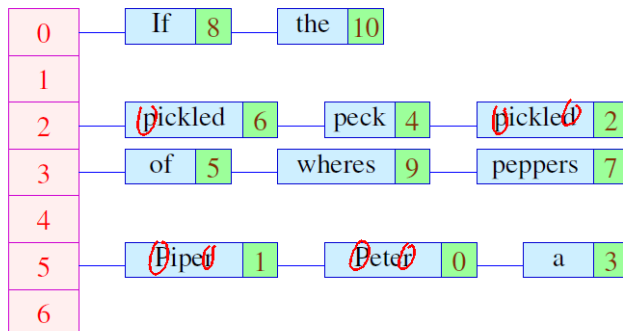 0 If 8 the 10
1
2 pickled 6 peck 4 pickled 2
3 of 5 wheres 9 peppers 7
4
5 Piper 1 Peter 0 a 3
6